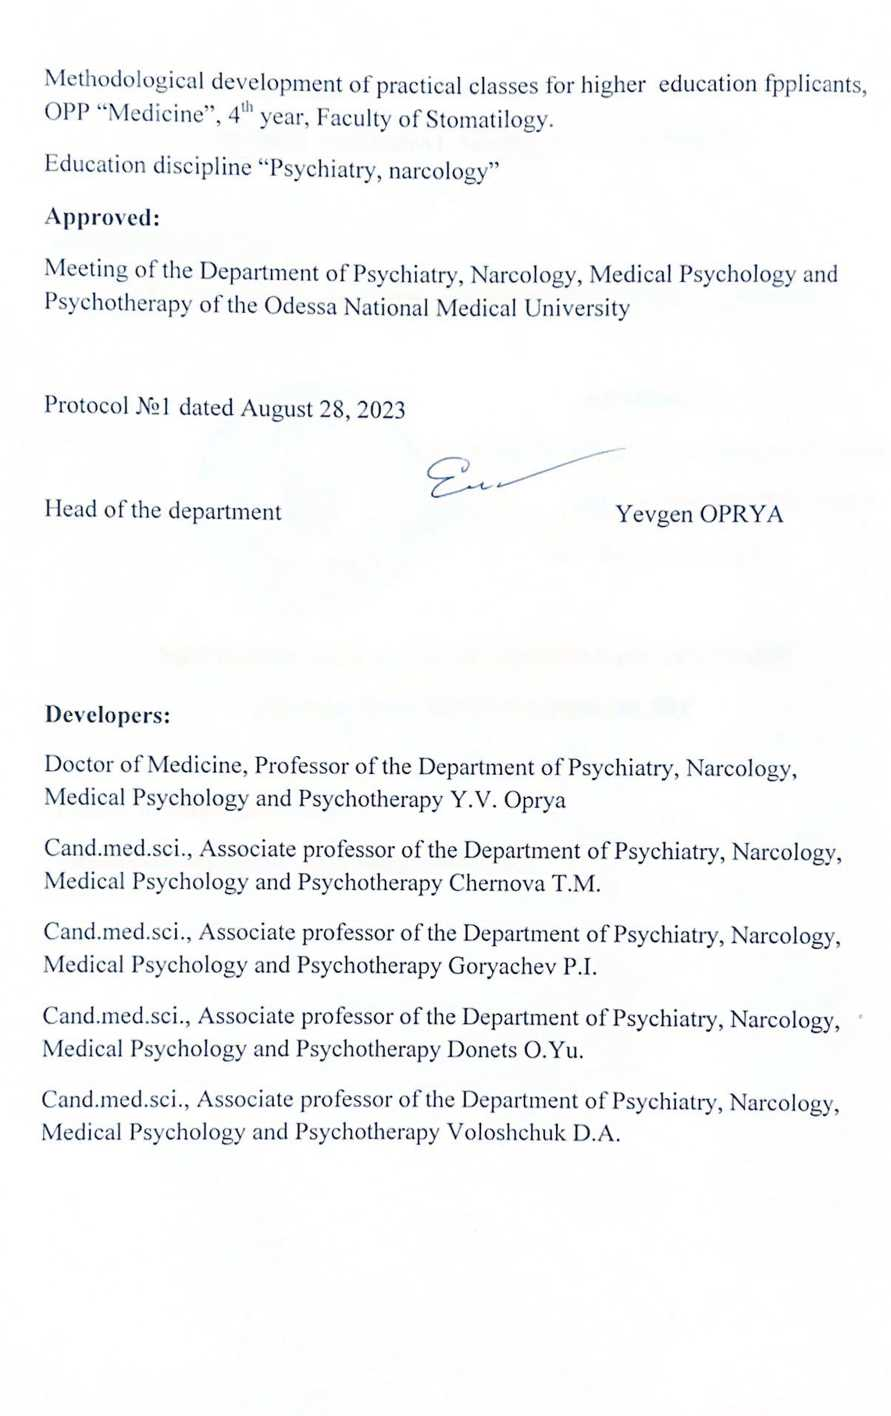 Methodological development of practical classes for higher education fpplicants,
OPP “Medicine”, 4th year, Faculty of Stomatilogy.
Education discipline “Psychiatry, narcology”
Approved:
Meeting of the Department of Psychiatry, Narcology, Medical Psychology and
Psychotherapy of the Odessa National Medical University
Protocol №1 dated August 28, 2023
Head of the department
Yevgen OPRYA
Developers:
Doctor of Medicine, Professor of the Department of Psychiatry, Narcology,
Medical Psychology and Psychotherapy Y.V. Oprya
Cand.med.sci., Associate professor of the Department of Psychiatry, Narcology,
Medical Psychology and Psychotherapy Chernova T.M.
Cand.med.sci., Associate professor of the Department of Psychiatry, Narcology,
Medical Psychology and Psychotherapy Goryachev P.I.
Cand.med.sci., Associate professor of the Department of Psychiatry, Narcology,
Medical Psychology and Psychotherapy Donets O.Yu.
Cand.med.sci., Associate professor of the Department of Psychiatry, Narcology,
Medical Psychology and Psychotherapy Voloshchuk D.A.